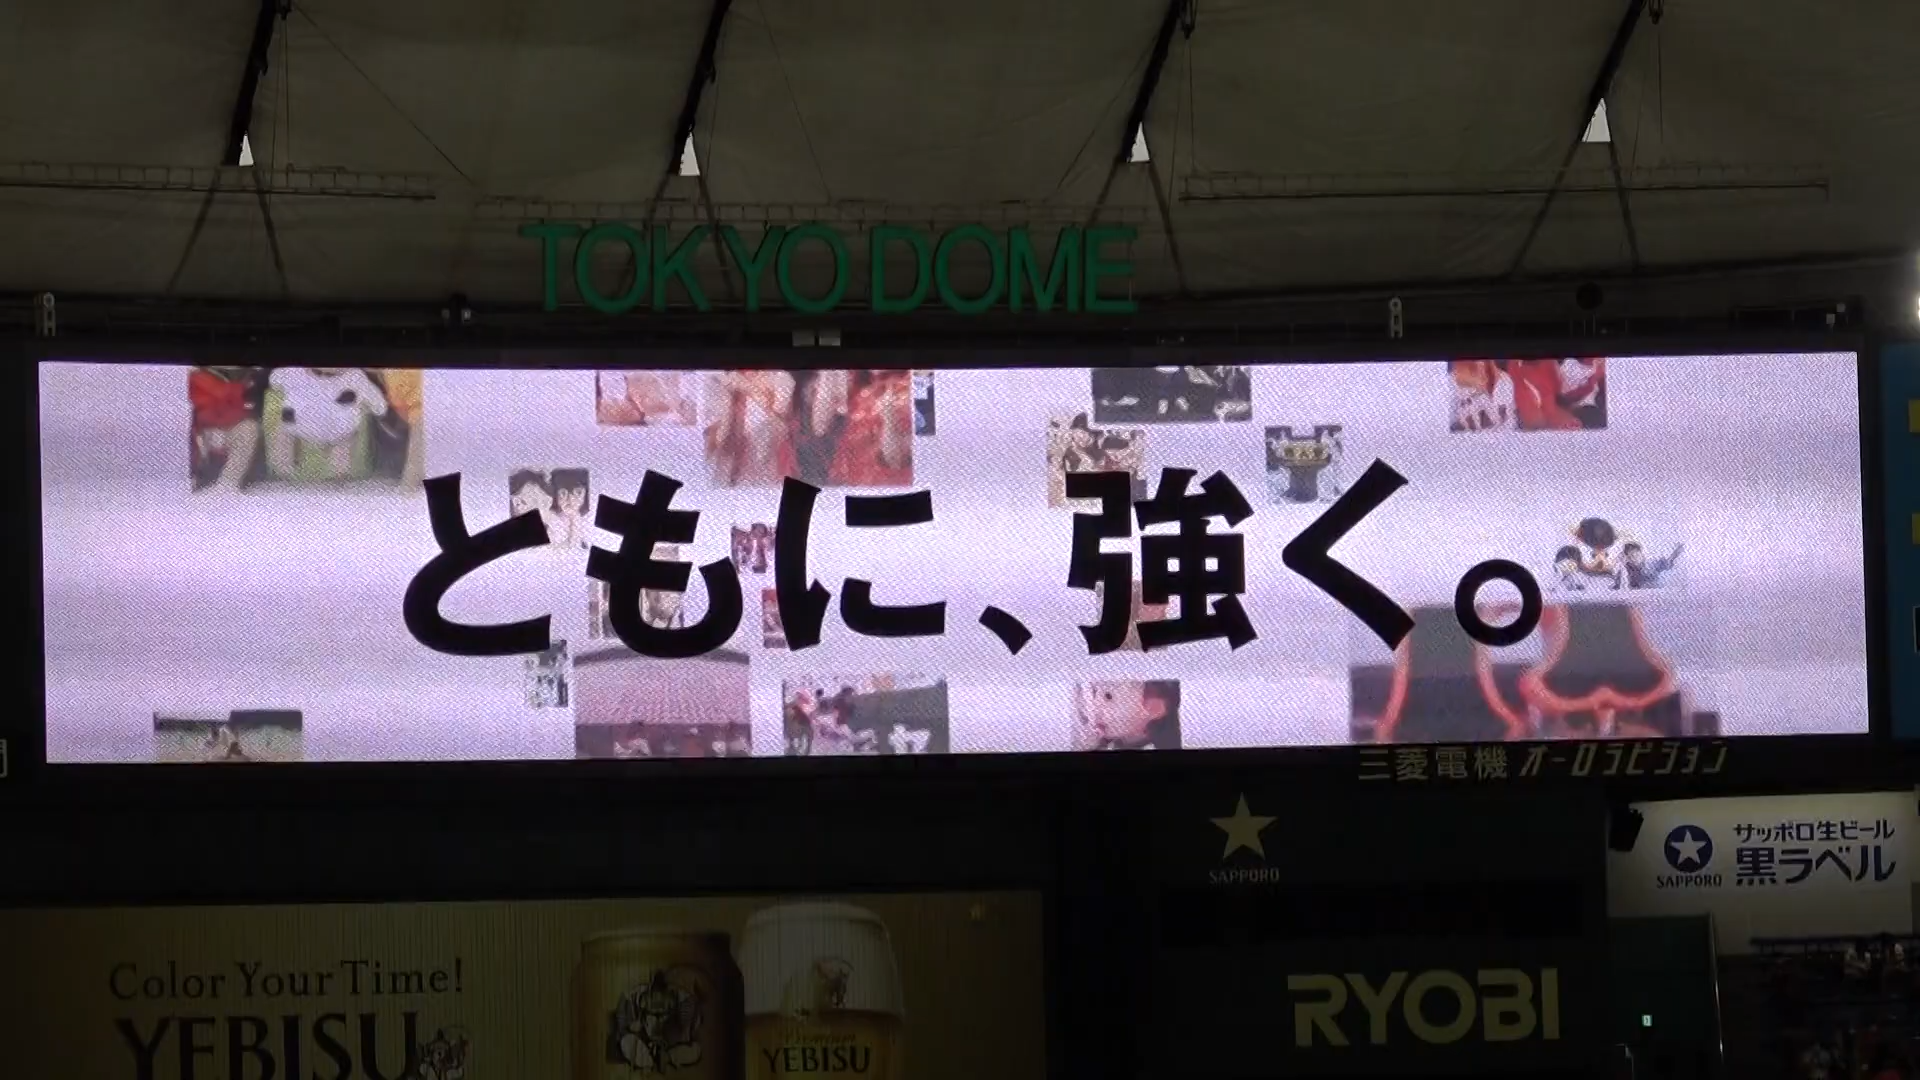 TOKYO DOME
ともに、強く。
三菱電機 オーロラビジョン
SAPPORO
サッポロ生ビール
黒ラベル
SAPPORO
Color Your Time!
YEBISU
Premium
YEBISU
RYOBI